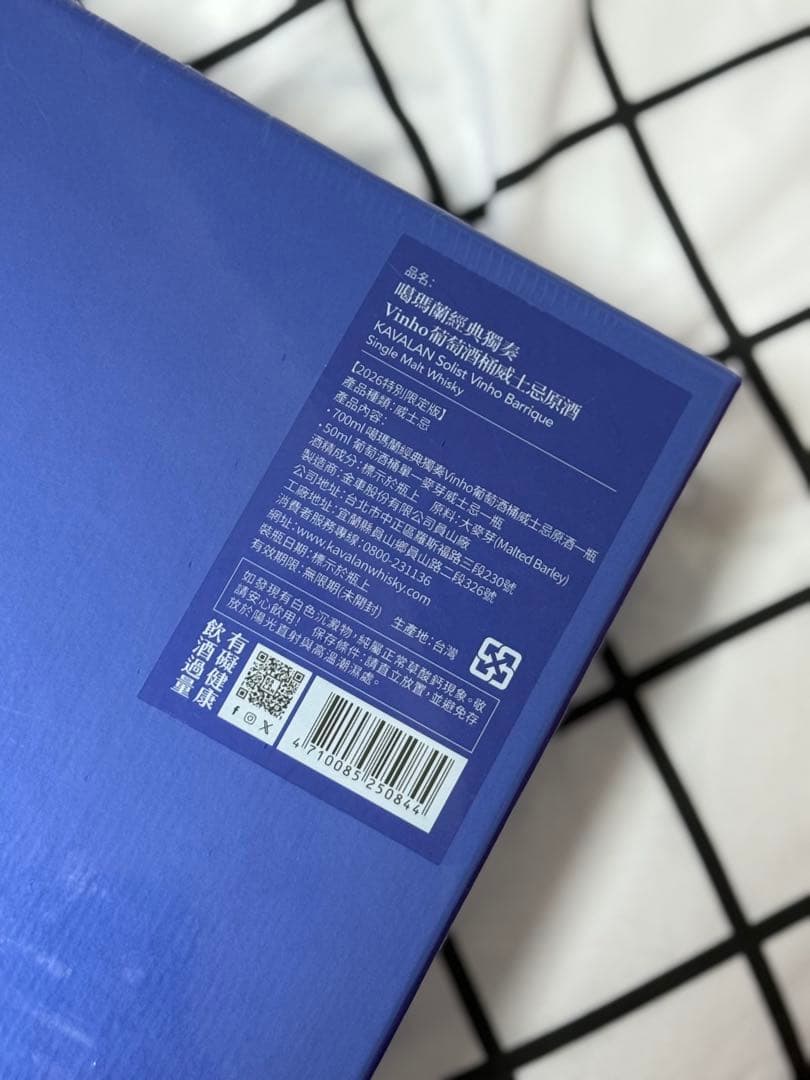 品名:
噶瑪蘭經典獨奏
Vinho葡萄酒桶威士忌原酒
KAVALAN Solist Vinho Barrique
Single Malt Whisky
【2026特別限定版】
產品種類:威士忌
產品內容:
・700ml 噶瑪蘭經典獨奏Vinho葡萄酒桶威士忌原酒一瓶
・50ml 葡萄酒桶單一麥芽威士忌一瓶
酒精成分:標示於瓶上 原料:大麥芽(Malted Barley)
製造商:金車股份有限公司員山廠
公司地址:台北市中正區羅斯福路三段230號
工廠地址:宜蘭縣員山鄉員山路二段326號
消費者服務專線:0800-231136
網址:www.kavalanwhisky.com
裝瓶日期:標示於瓶上
有效期限:無限期(未開封) 生產地:台灣
如發現有白色沉澱物,純屬正常草酸鈣現象。敬
請安心飲用! 保存條件:請直立放置,並避免存
放於陽光直射與高溫潮濕處。
飲酒過量
有礙健康
4 710085 250844